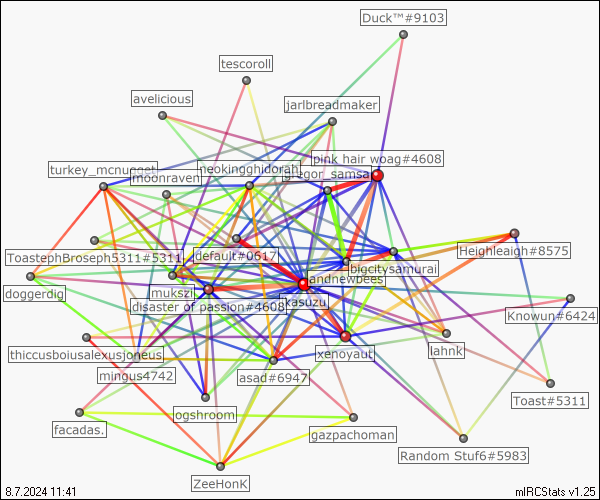 Duck™#9103
tescoroll
avelicious
jarlbreadmaker
pink hair woag#4608
turkey_mcnugget
neokingghidorah
gregor_samsa
moonraven
Heighleaigh#8575
ToastephBroseph5311#5311
default#0617
bigcitysamurai
andnewbees
doggerdig
mukszi
kasuzu
disaster of passion#4608
Knowun#6424
thiccusboiusalexusjoneus
xenoyaut
lahnk
mingus4742
asad#6947
Toast#5311
ogshroom
facadas.
gazpachoman
Random Stuf6#5983
ZeeHonK
8.7.2024 11:41
mIRCStats v1.25